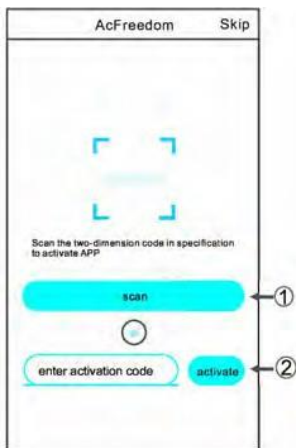 AcFreedom Skip
Scan the two-dimension code in specification
to activate APP
scan
①
enter activation code activate
②